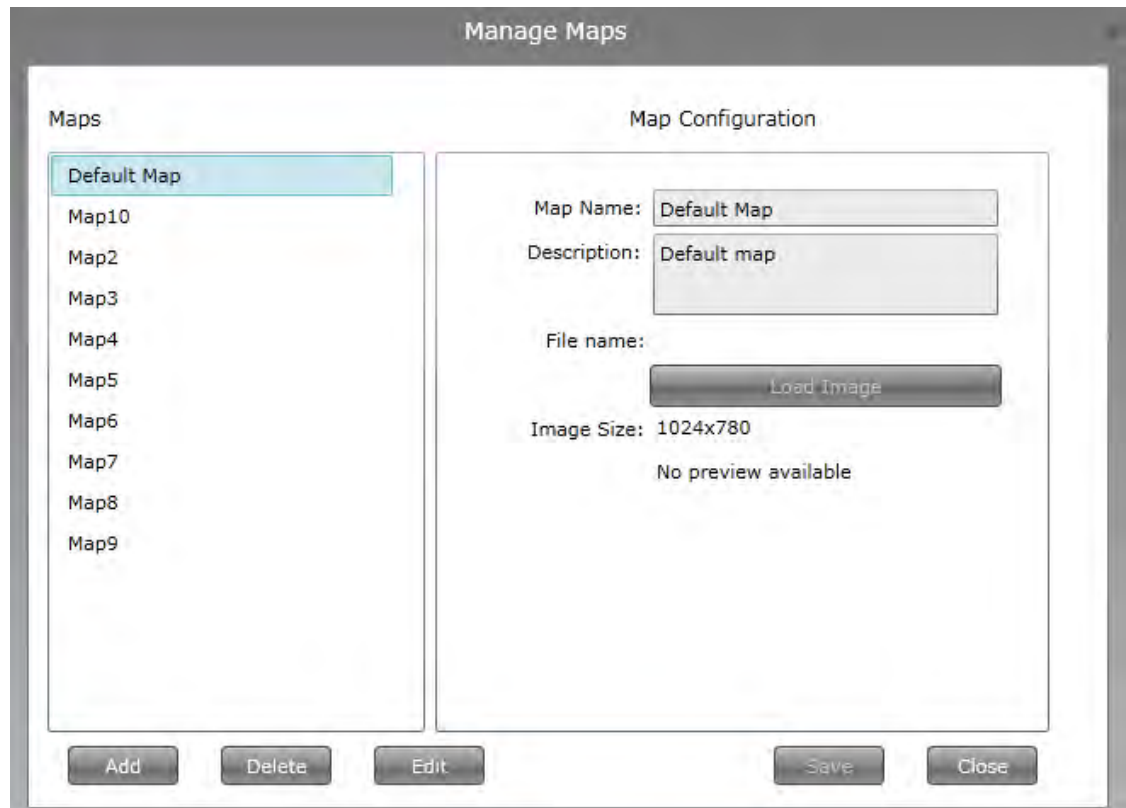 Manage Maps
Maps
Map Configuration
Default Map
Map10
Map2
Map3
Map4
Map5
Map6
Map7
Map8
Map9
Map Name: Default Map
Description: Default map
File name:
Load Image
Image Size: 1024x780
No preview available
Add Delete Edit Save Close